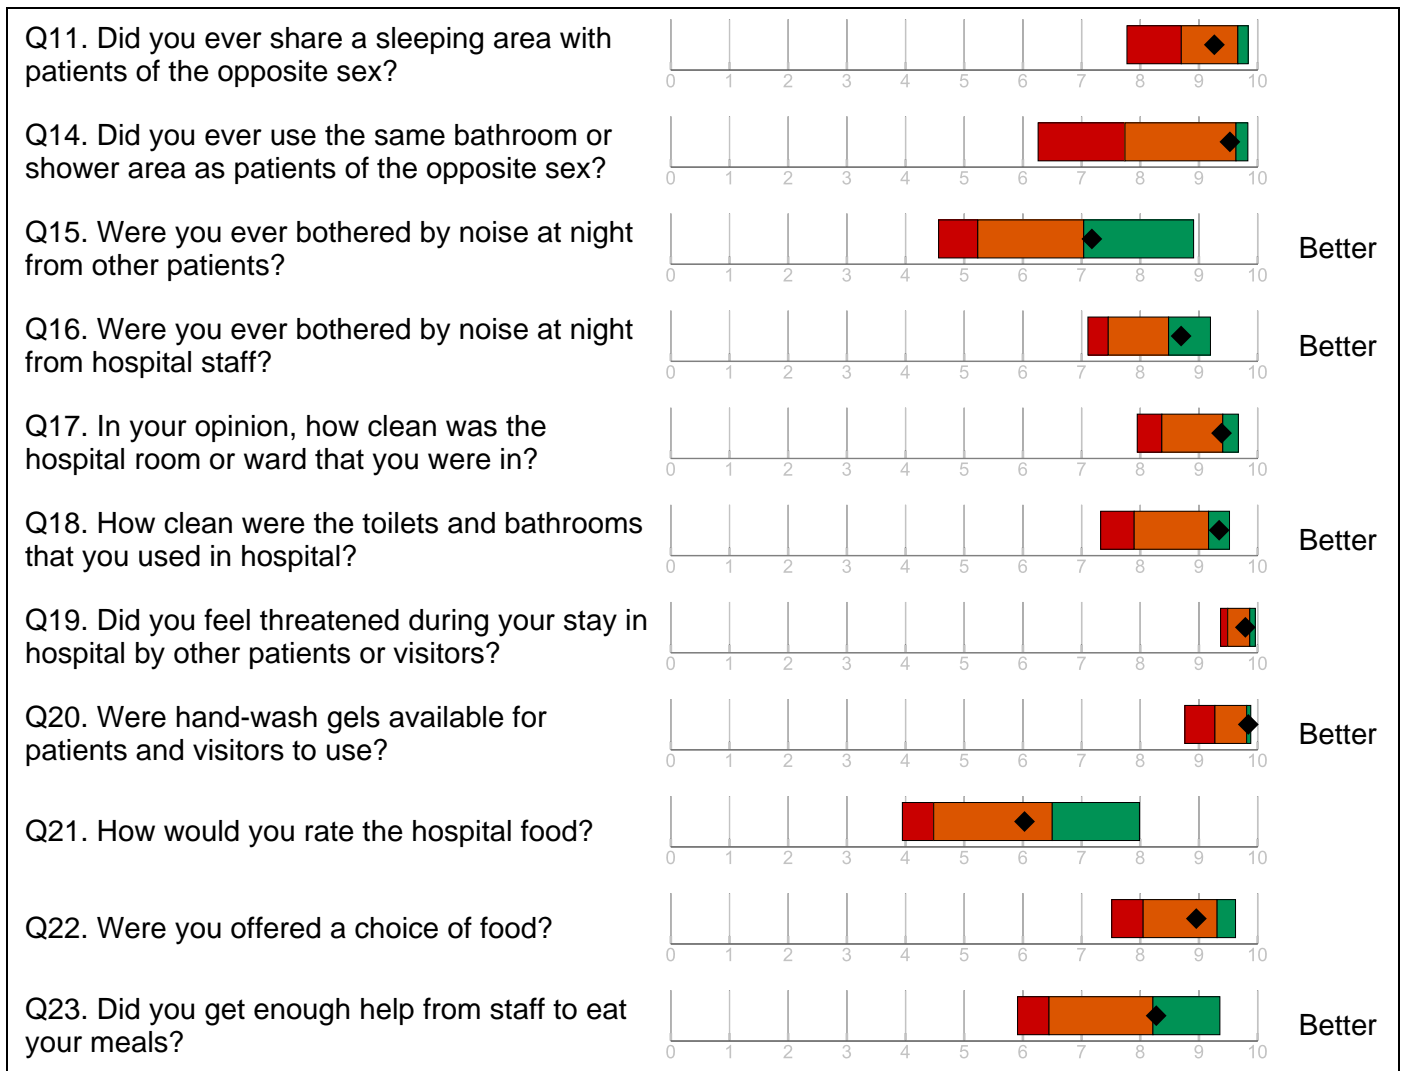 Q11. Did you ever share a sleeping area with
patients of the opposite sex?
0 1 2 3 4 5 6 7 8 9 10
Q14. Did you ever use the same bathroom or
shower area as patients of the opposite sex?
0 1 2 3 4 5 6 7 8 9 10
Q15. Were you ever bothered by noise at night
from other patients?
Better
0 1 2 3 4 5 6 7 8 9 10
Q16. Were you ever bothered by noise at night
from hospital staff?
Better
0 1 2 3 4 5 6 7 8 9 10
Q17. In your opinion, how clean was the
hospital room or ward that you were in?
0 1 2 3 4 5 6 7 8 9 10
Q18. How clean were the toilets and bathrooms
that you used in hospital?
Better
0 1 2 3 4 5 6 7 8 9 10
Q19. Did you feel threatened during your stay in
hospital by other patients or visitors?
0 1 2 3 4 5 6 7 8 9 10
Q20. Were hand-wash gels available for
patients and visitors to use?
Better
0 1 2 3 4 5 6 7 8 9 10
Q21. How would you rate the hospital food?
0 1 2 3 4 5 6 7 8 9 10
Q22. Were you offered a choice of food?
0 1 2 3 4 5 6 7 8 9 10
Q23. Did you get enough help from staff to eat
your meals?
Better
0 1 2 3 4 5 6 7 8 9 10